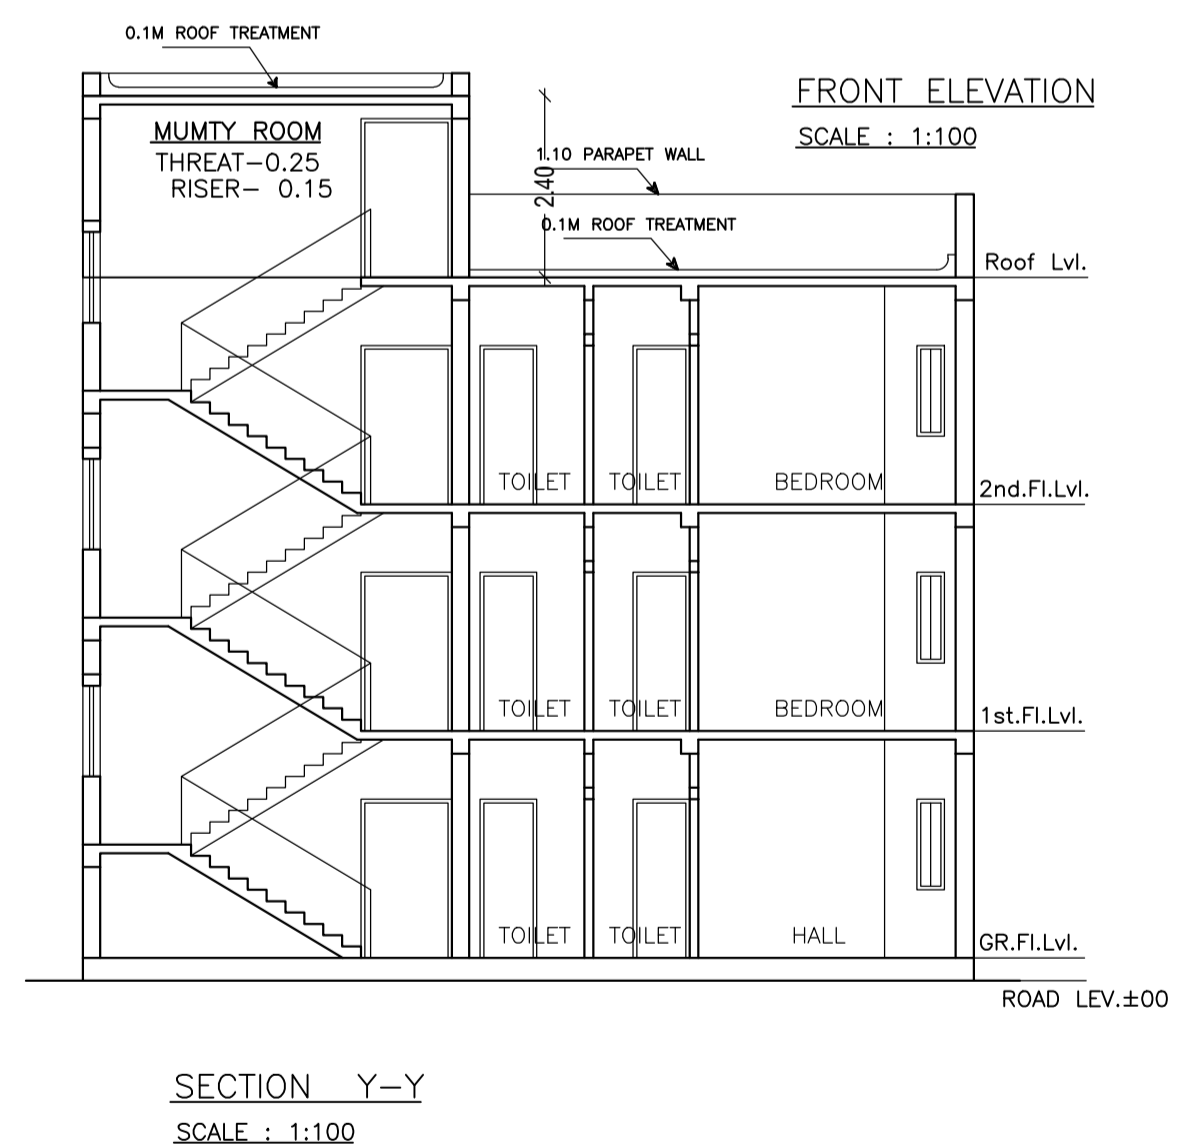 0.1M ROOF TREATMENT
FRONT ELEVATION
SCALE : 1:100
MUMTY ROOM
THREAT-0.25
RISER- 0.15
1.10 PARAPET WALL
2.40
0.1M ROOF TREATMENT
Roof Lvl.
TOILET TOILET BEDROOM
2nd.Fl.Lvl.
TOILET TOILET BEDROOM
1st.Fl.Lvl.
TOILET TOILET HALL
GR.Fl.Lvl.
ROAD LEV.±00
SECTION Y-Y
SCALE : 1:100